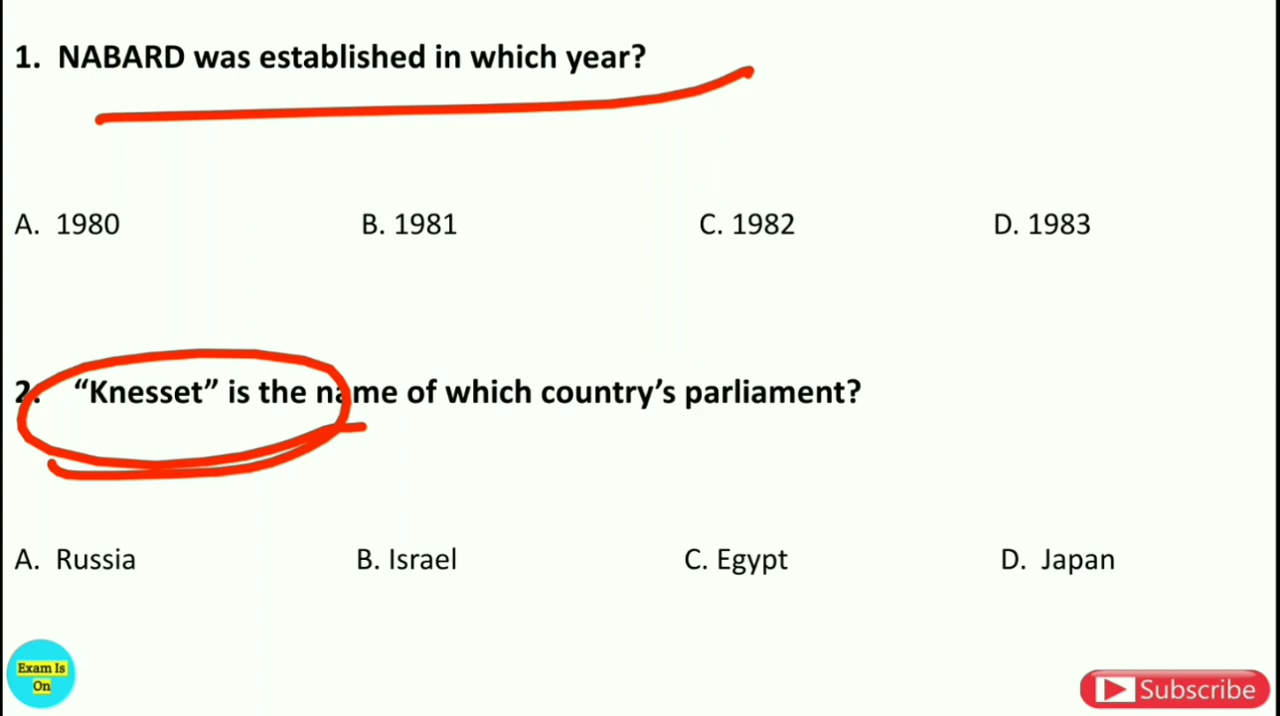 1. NABARD was established in which year?
A. 1980 B. 1981 C. 1982 D. 1983
2. “Knesset” is the name of which country’s parliament?
A. Russia B. Israel C. Egypt D. Japan
Exam Is
On
Subscribe